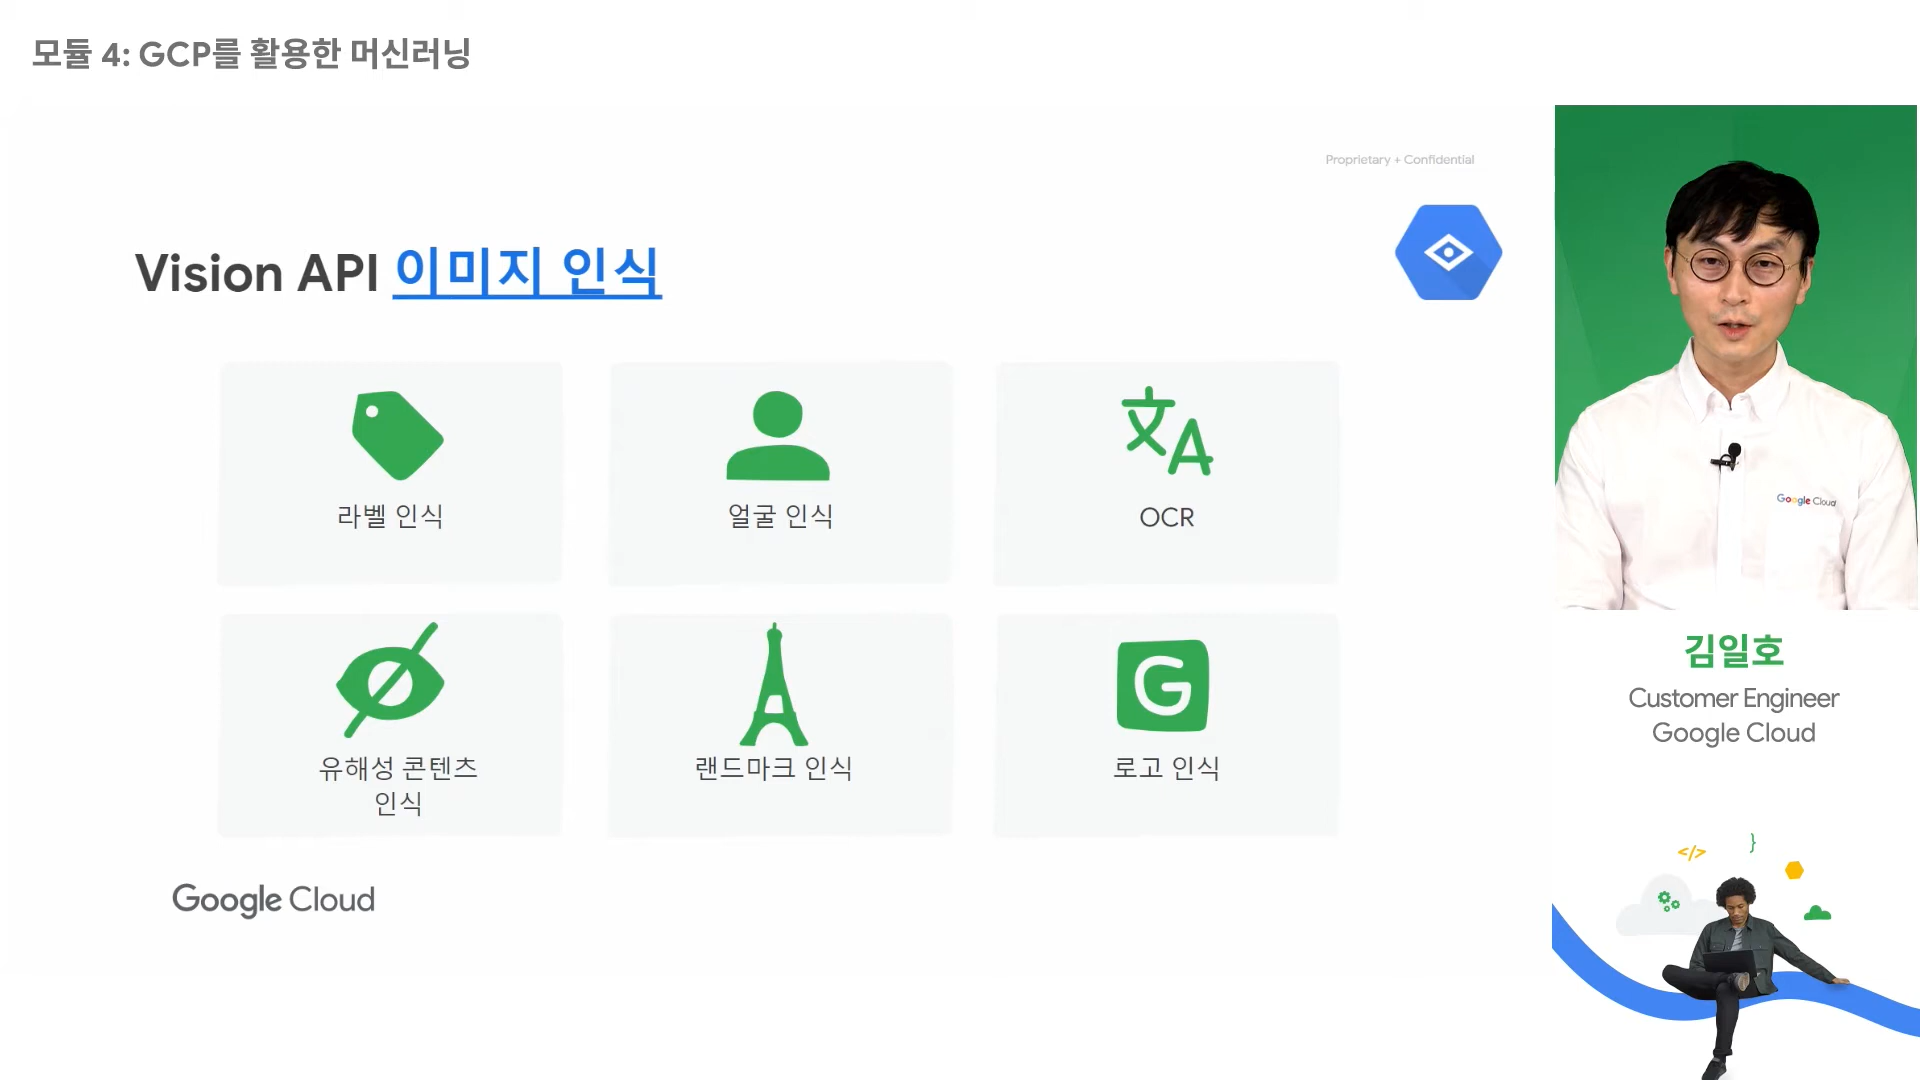 모듈 4: GCP를 활용한 머신러닝
Proprietary + Confidential
Vision API 이미지 인식
라벨 인식
얼굴 인식
OCR
유해성 콘텐츠
인식
랜드마크 인식
G
로고 인식
Google Cloud
Google Cloud
김일호
Customer Engineer
Google Cloud
</>
}